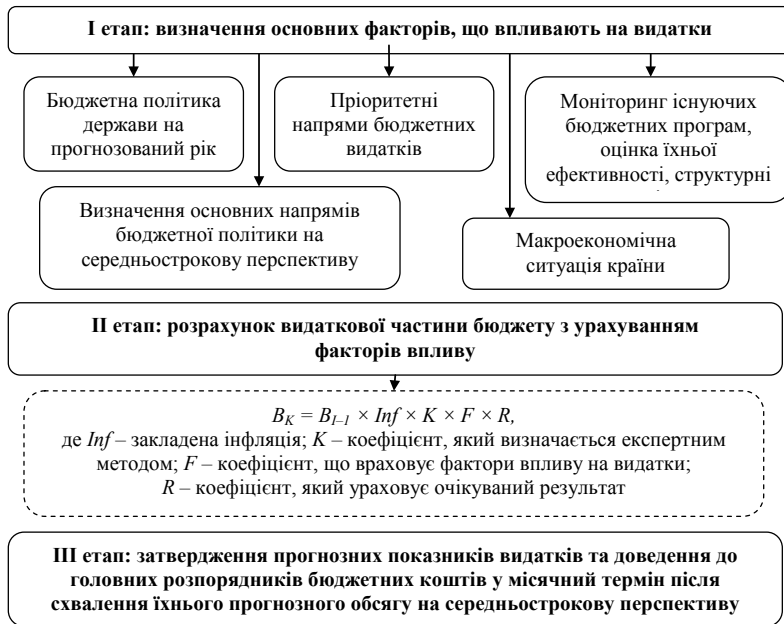 І етап: визначення основних факторів, що впливають на видатки
Бюджетна політика
держави на
прогнозований рік
Пріоритетні
напрями бюджетних
видатків
Моніторинг існуючих
бюджетних програм,
оцінка їхньої
ефективності, структурні
Визначення основних напрямів
бюджетної політики на
середньострокову перспективу
Макроекономічна
ситуація країни
ІІ етап: розрахунок видаткової частини бюджету з урахуванням
факторів впливу
B_K = B_{I–1} × Inf × K × F × R,
де Inf – закладена інфляція; K – коефіцієнт, який визначається експертним
методом; F – коефіцієнт, що враховує фактори впливу на видатки;
R – коефіцієнт, який ураховує очікуваний результат
ІІІ етап: затвердження прогнозних показників видатків та доведення до
головних розпорядників бюджетних коштів у місячний термін після
схвалення їхнього прогнозного обсягу на середньострокову перспективу